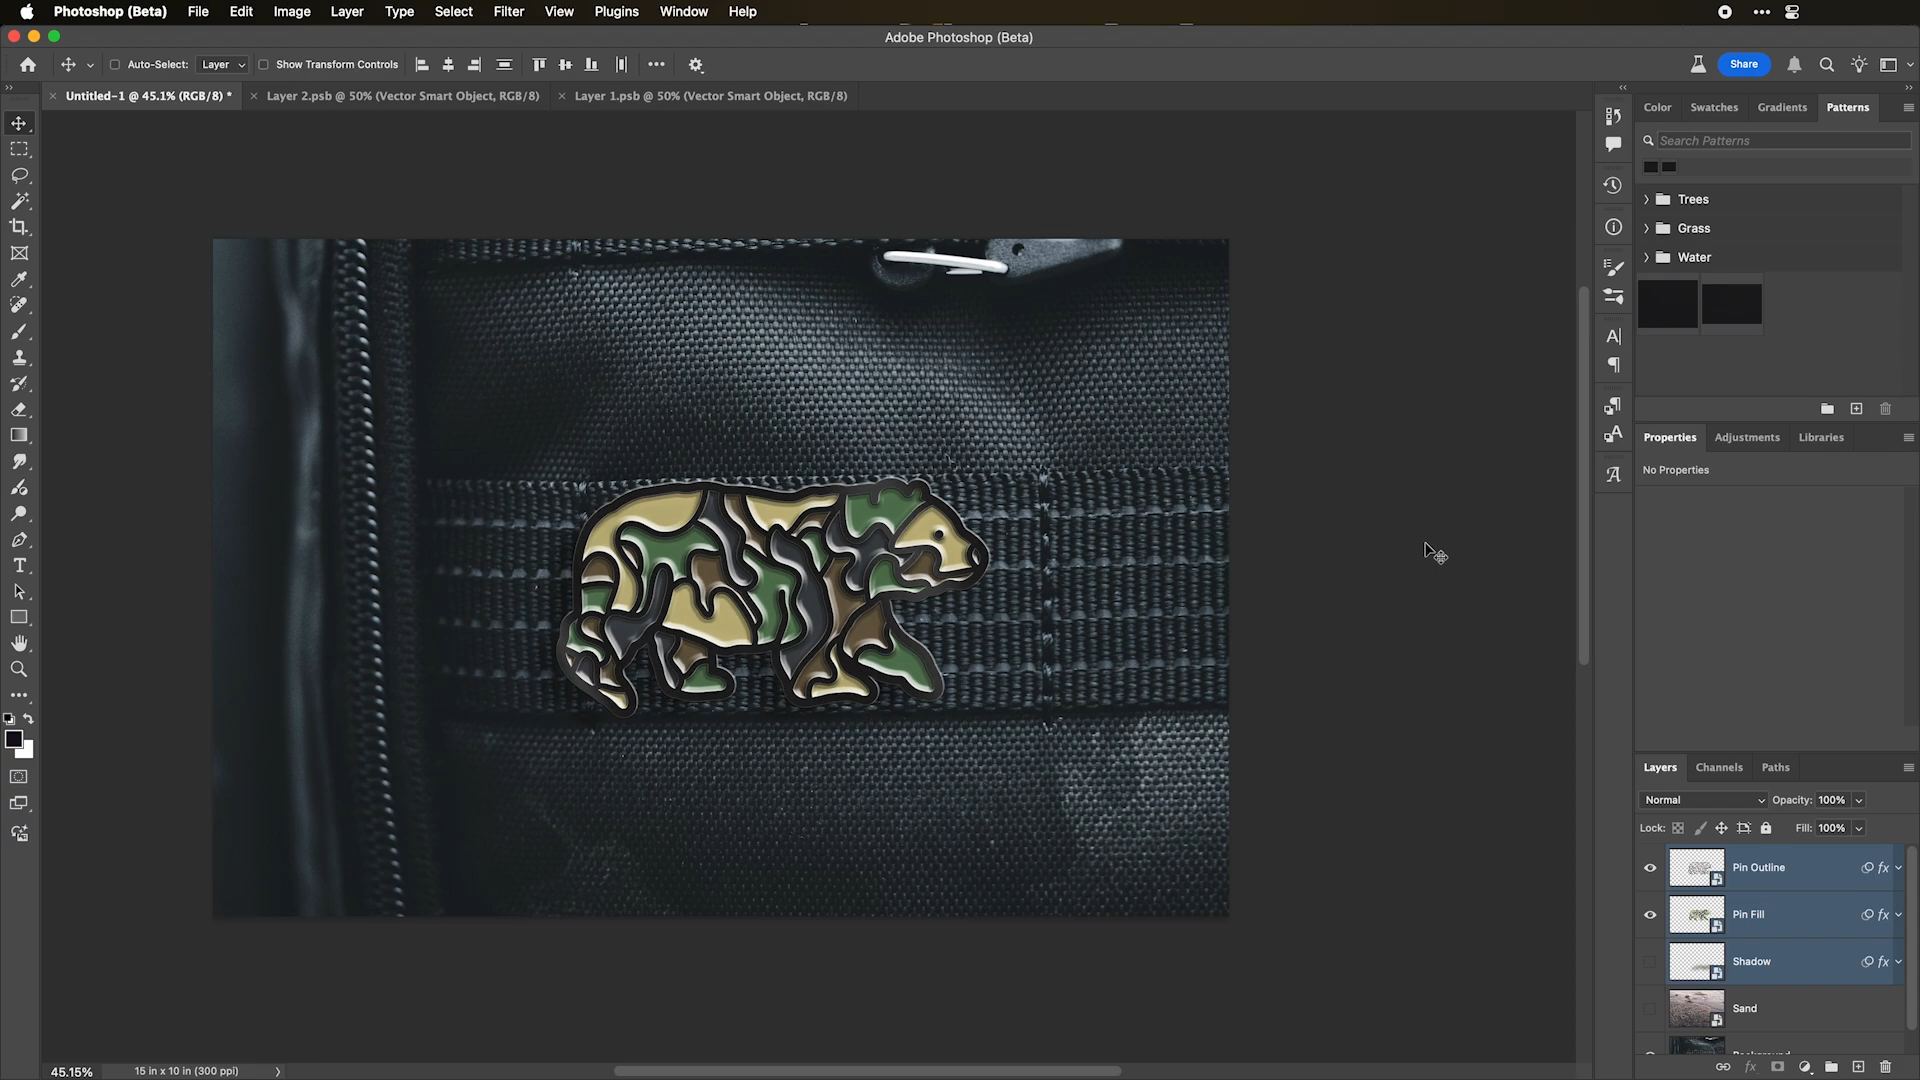 Photoshop (Beta) File Edit Image Layer Type Select Filter View Plugins Window Help
Adobe Photoshop (Beta)
Auto-Select: Layer Show Transform Controls Share
Untitled-1 @ 45.1% (RGB/8) * Layer 2.psb @ 50% (Vector Smart Object, RGB/8) Layer 1.psb @ 50% (Vector Smart Object, RGB/8)
Color Swatches Gradients Patterns
Search Patterns
Trees
Grass
Water
Properties Adjustments Libraries
No Properties
Layers Channels Paths
Normal Opacity: 100%
Lock: Fill: 100%
Pin Outline fx
Pin Fill fx
Shadow fx
Sand
45.15% 15 in x 10 in (300 ppi)